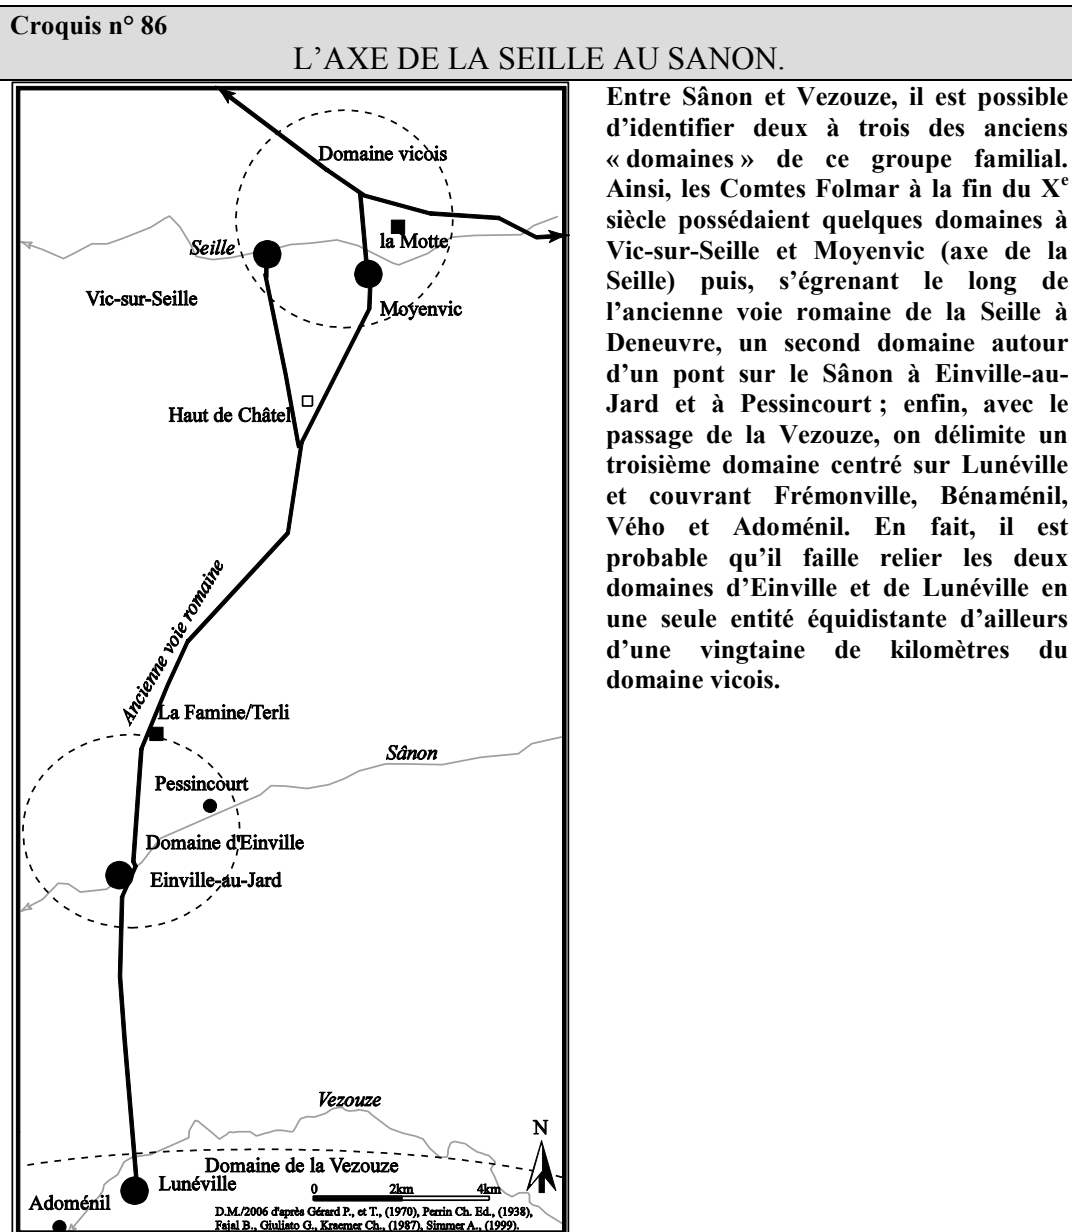 Croquis n° 86
L'AXE DE LA SEILLE AU SANON.
Domaine vicois
la Motte
Seille
Vic-sur-Seille
Moyenvic
Haut de Châtel
Ancienne voie romaine
La Famine/Terli
Sânon
Pessincourt
Domaine d'Einville
Einville-au-Jard
Vezouze
N
Domaine de la Vezouze
Lunéville
Adoménil
0 2km 4km
D.M./2006 d'après Gérard P., et T., (1970), Perrin Ch. Ed., (1938),
Fajal B., Giuliato G., Kraemer Ch., (1987), Simmer A., (1999).
Entre Sânon et Vezouze, il est possible
d'identifier deux à trois des anciens
« domaines » de ce groupe familial.
Ainsi, les Comtes Folmar à la fin du Xe
siècle possédaient quelques domaines à
Vic-sur-Seille et Moyenvic (axe de la
Seille) puis, s'égrenant le long de
l'ancienne voie romaine de la Seille à
Deneuvre, un second domaine autour
d'un pont sur le Sânon à Einville-au-
Jard et à Pessincourt ; enfin, avec le
passage de la Vezouze, on délimite un
troisième domaine centré sur Lunéville
et couvrant Frémonville, Bénaménil,
Vého et Adoménil. En fait, il est
probable qu'il faille relier les deux
domaines d'Einville et de Lunéville en
une seule entité équidistante d'ailleurs
d'une vingtaine de kilomètres du
domaine vicois.